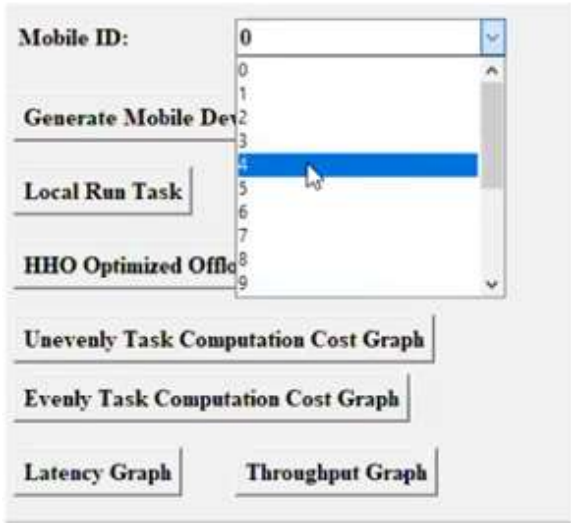 Mobile ID: 0
0
1
Generate Mobile Dev 2
3
4
Local Run Task 5
6
7
HHO Optimized Offlo 8
9
Unevenly Task Computation Cost Graph
Evenly Task Computation Cost Graph
Latency Graph Throughput Graph